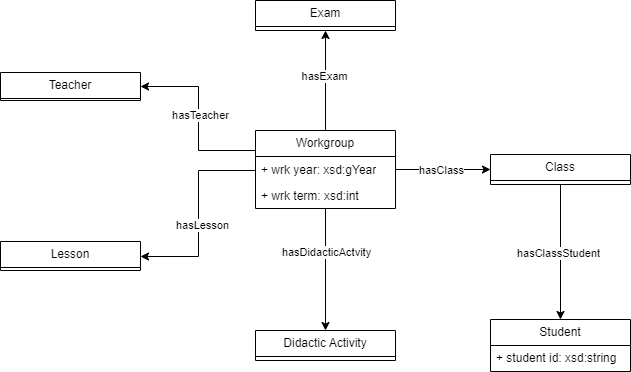 Exam
hasExam
Teacher
hasTeacher
Workgroup
+ wrk year: xsd:gYear
+ wrk term: xsd:int
hasClass
Class
hasLesson
Lesson
hasDidacticActvity
hasClassStudent
Didactic Activity
Student
+ student id: xsd:string